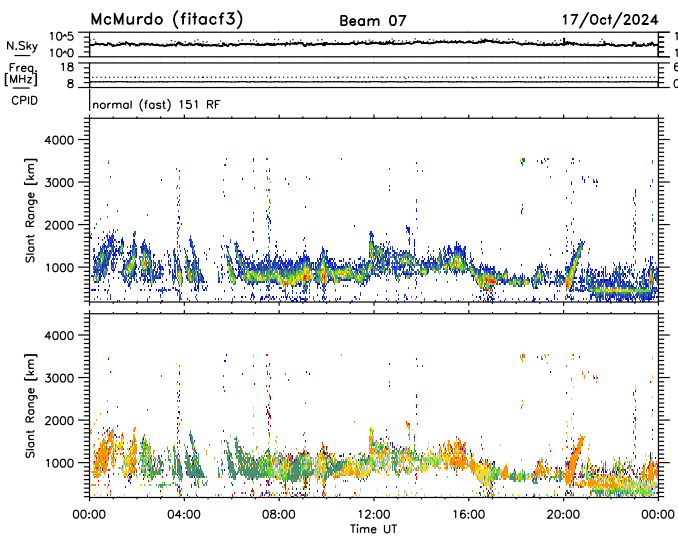 McMurdo (fitacf3) Beam 07 17/Oct/2024
N.Sky 10^5 10^0
Freq. [MHz] 18 8 6 0
CPID normal (fast) 151 RF
Slant Range [km] 4000 3000 2000 1000
Slant Range [km] 4000 3000 2000 1000
00:00 04:00 08:00 12:00 16:00 20:00 00:00
Time UT